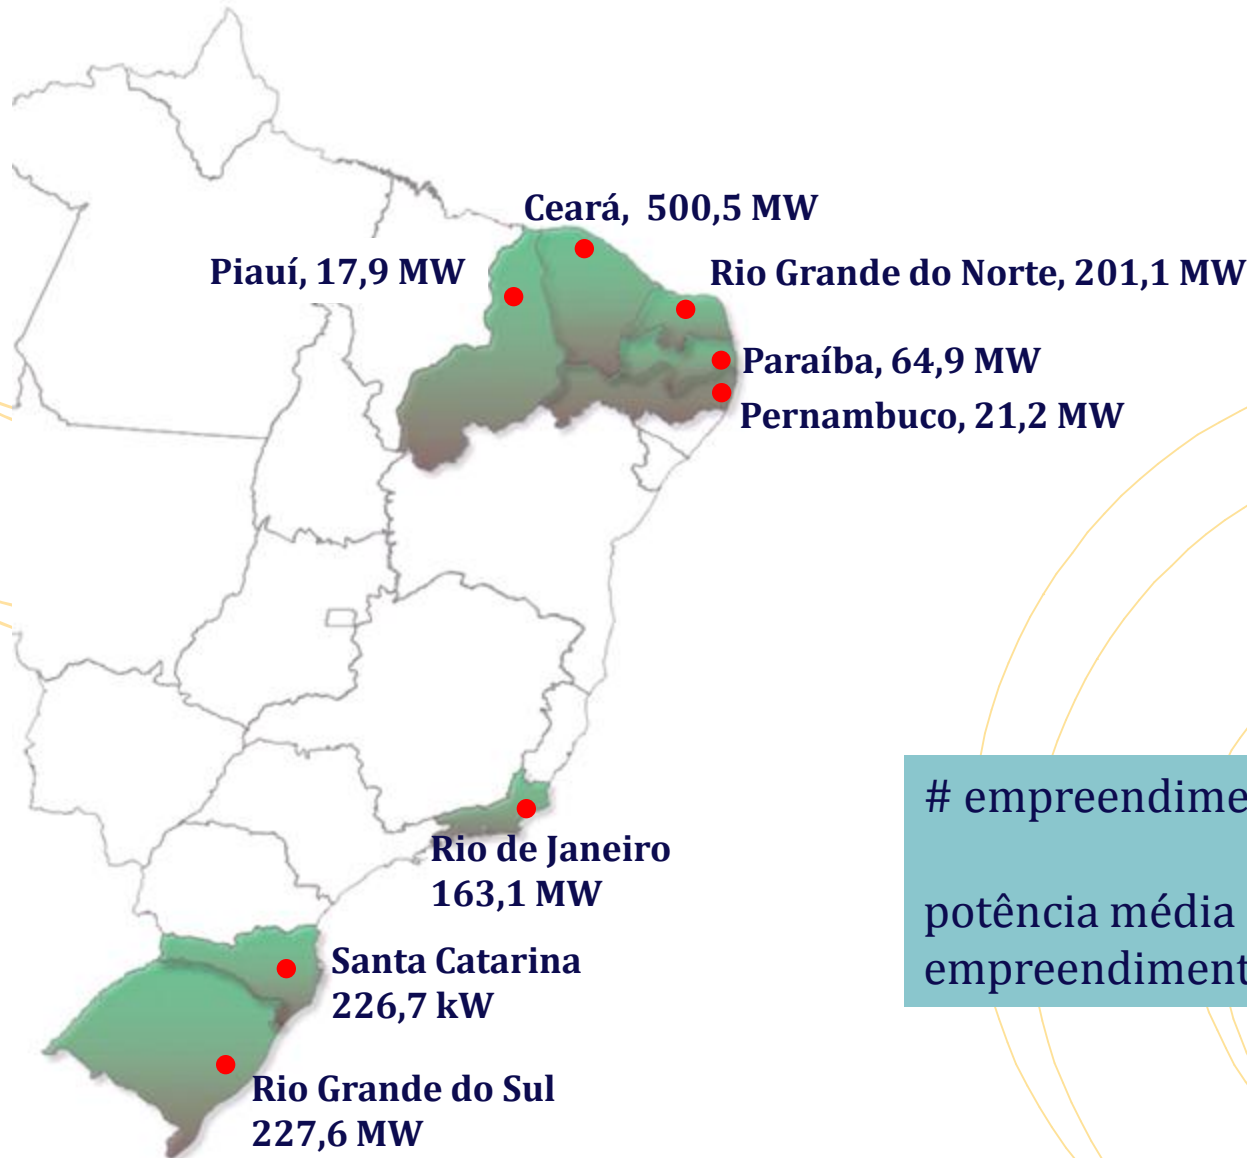 Ceará, 500,5 MW
Piauí, 17,9 MW
Rio Grande do Norte, 201,1 MW
Paraíba, 64,9 MW
Pernambuco, 21,2 MW
Rio de Janeiro
163,1 MW
Santa Catarina
226,7 kW
Rio Grande do Sul
227,6 MW
# empreendime
potência média
empreendiment